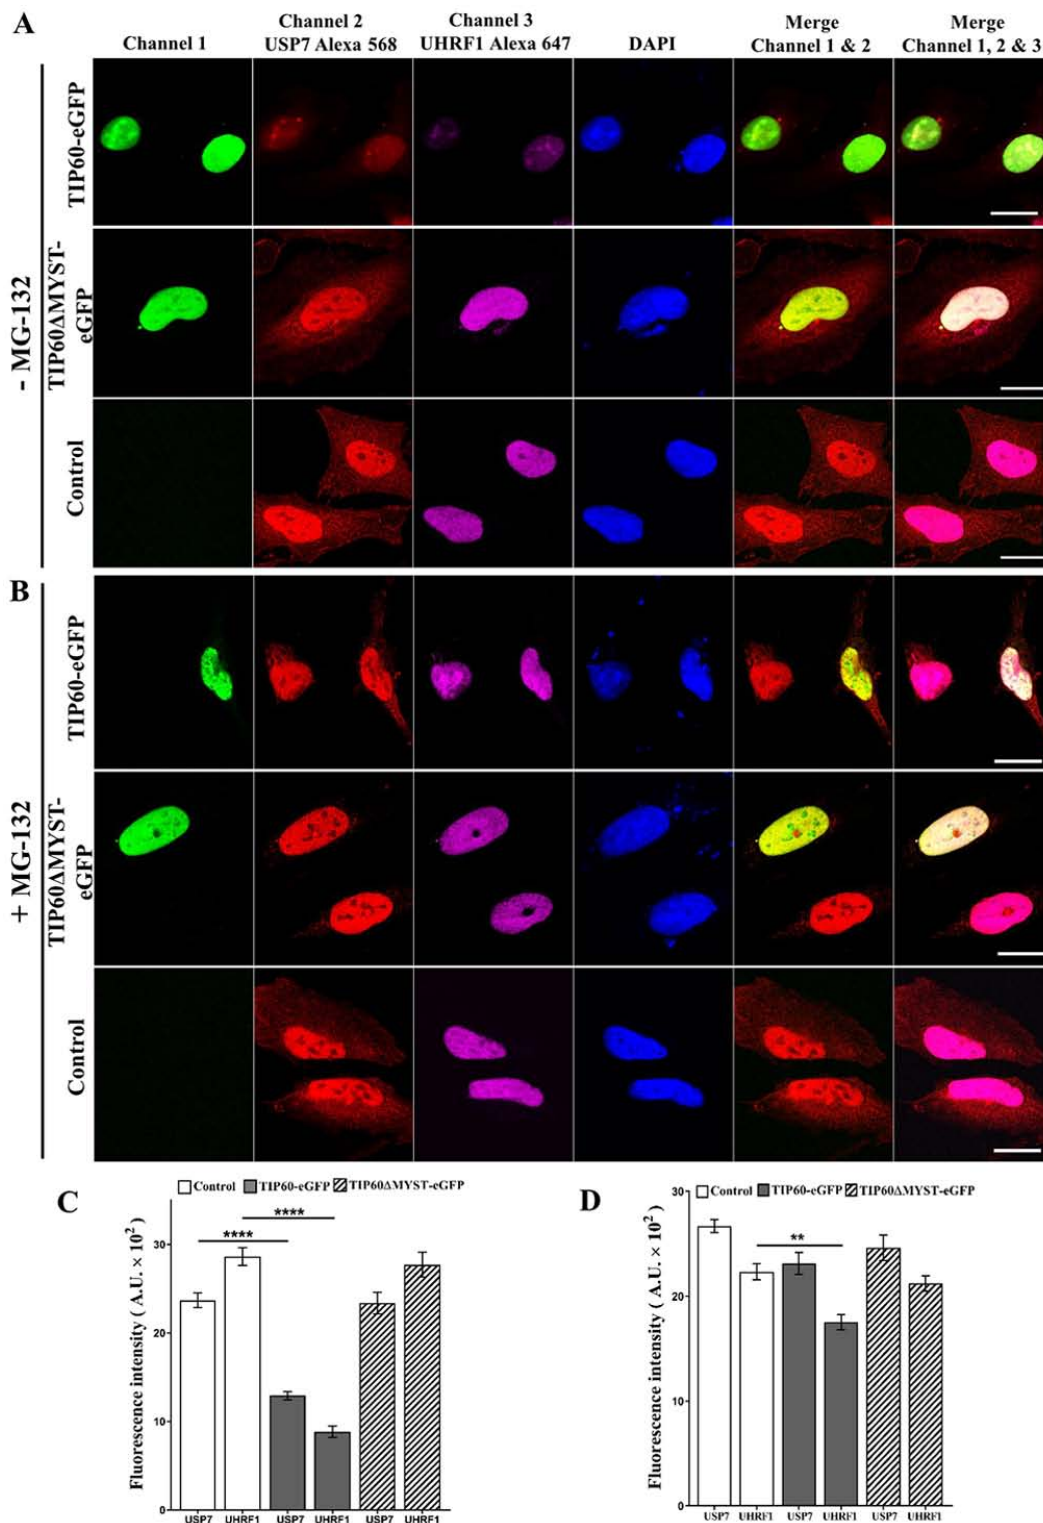 A
Channel 1
Channel 2
USP7 Alexa 568
Channel 3
UHRF1 Alexa 647
DAPI
Merge
Channel 1 & 2
Merge
Channel 1, 2 & 3
- MG-132
TIP60-eGFP
TIP60ΔMYST-
eGFP
Control
B
+ MG-132
TIP60-eGFP
TIP60ΔMYST-
eGFP
Control
C
Control TIP60-eGFP TIP60ΔMYST-eGFP
Fluorescence intensity ( A.U. × 10²)
30
20
10
0
****
****
USP7 UHRF1 USP7 UHRF1 USP7 UHRF1
D
Control TIP60-eGFP TIP60ΔMYST-eGFP
Fluorescence intensity ( A.U. × 10²)
30
20
10
0
**
USP7 UHRF1 USP7 UHRF1 USP7 UHRF1